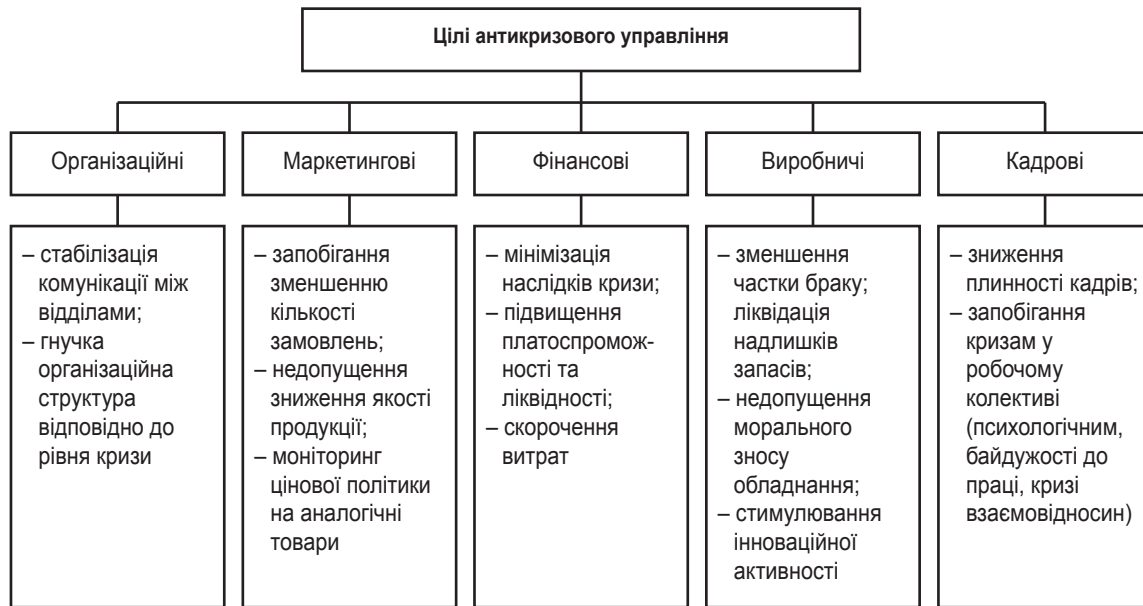 Цілі антикризового управління
Організаційні
Маркетингові
Фінансові
Виробничі
Кадрові
– стабілізація
комунікації між
відділами;
– гнучка
організаційна
структура
відповідно до
рівня кризи
– запобігання
зменшенню
кількості
замовлень;
– недопущення
зниження якості
продукції;
– моніторинг
цінової політики
на аналогічні
товари
– мінімізація
наслідків кризи;
– підвищення
платоспромож-
ності та
ліквідності;
– скорочення
витрат
– зменшення
частки браку;
ліквідація
надлишків
запасів;
– недопущення
морального
зносу
обладнання;
– стимулювання
інноваційної
активності
– зниження
плинності кадрів;
– запобігання
кризам у
робочому
колективі
(психологічним,
байдужості до
праці, кризі
взаємовідносин)